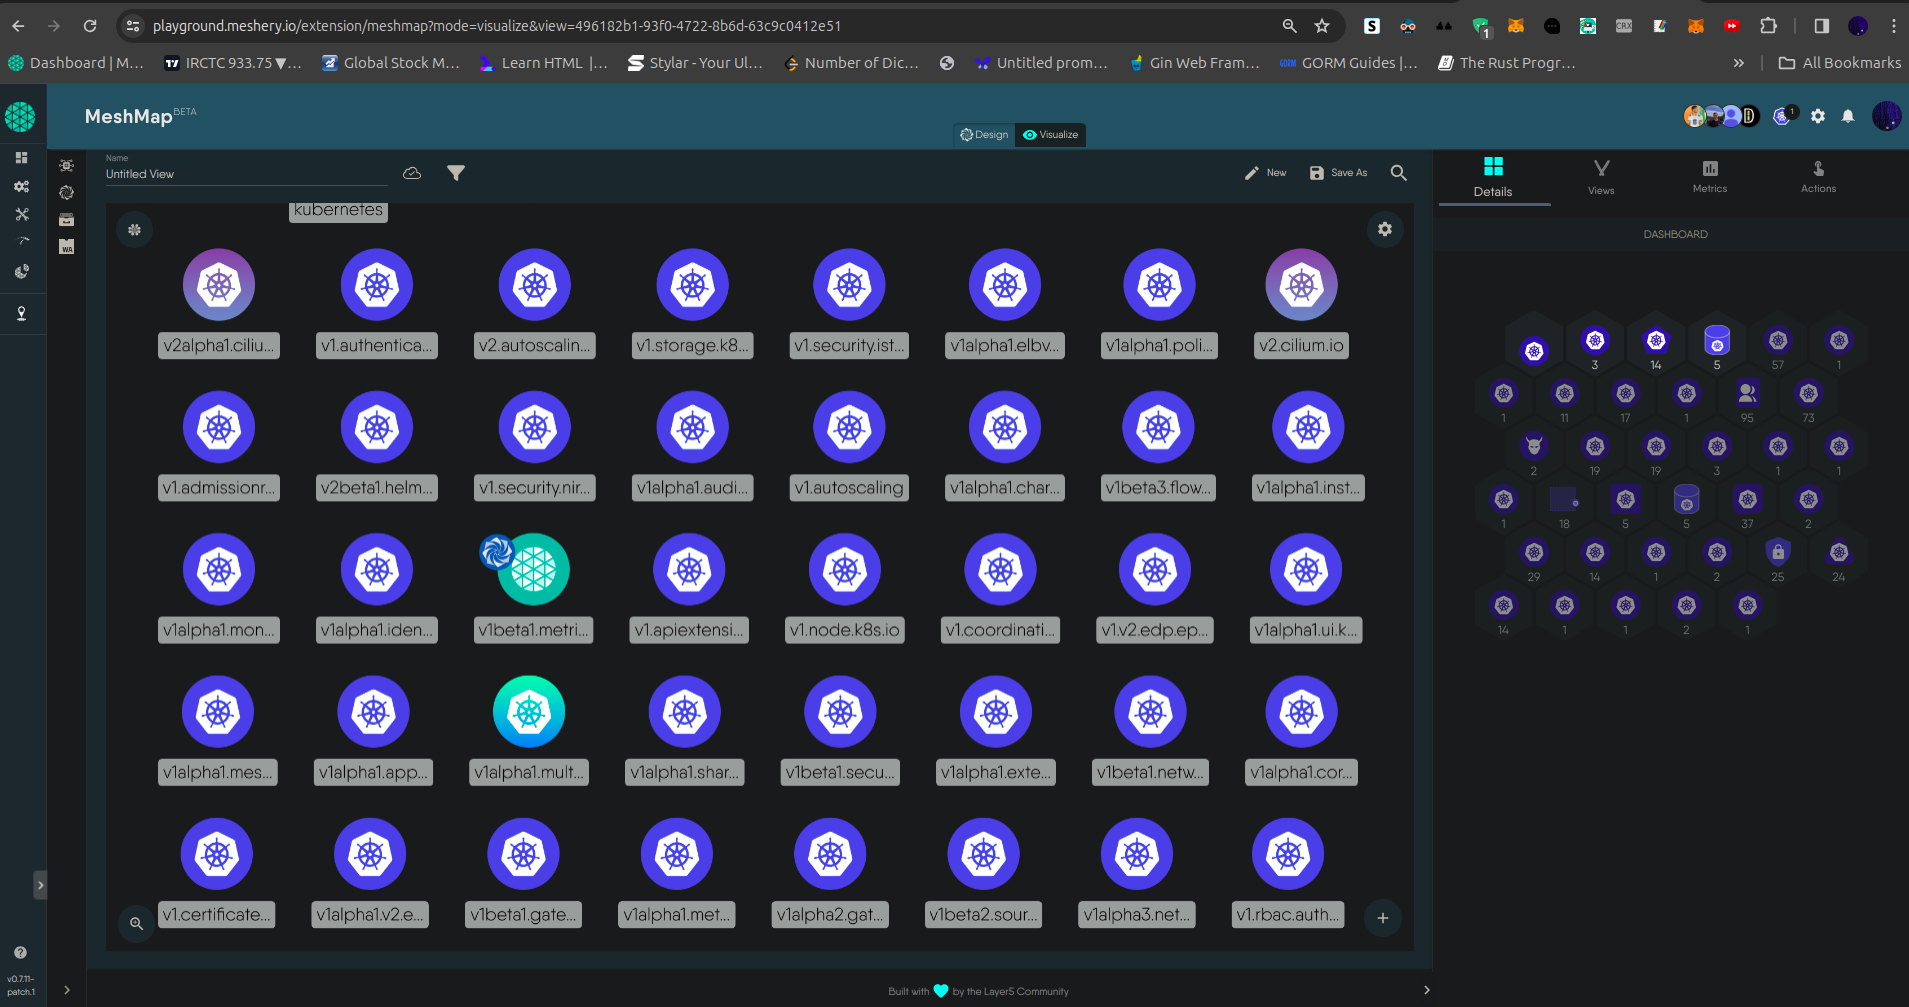 playground.meshery.io/extension/meshmap?mode=visualize&view=496182b1-93f0-4722-8b6d-63c9c0412e51
S
CRX
1
Dashboard | M...
IRCTC 933.75 ▼...
Global Stock M...
Learn HTML |...
Stylar - Your Ul...
Number of Dic...
Untitled prom...
Gin Web Fram...
GORM Guides |...
The Rust Progr...
»
All Bookmarks
MeshMap BETA
D
1
Design
Visualize
Name
Untitled View
New
Save As
WA
Details
Views
Metrics
Actions
DASHBOARD
kubernetes
v2alpha1.ciliu...
v1.authentica...
v2.autoscalin...
v1.storage.k8...
v1.security.ist...
v1alpha1.elbv...
v1alpha1.poli...
v2.cilium.io
v1.admissionr...
v2beta1.helm...
v1.security.nir...
v1alpha1.audi...
v1.autoscaling
v1alpha1.char...
v1beta3.flow...
v1alpha1.inst...
v1alpha1.mon...
v1alpha1.iden...
v1beta1.metri...
v1.apiextensi...
v1.node.k8s.io
v1.coordinati...
v1.v2.edp.ep...
v1alpha1.ui.k...
v1alpha1.mes...
v1alpha1.app...
v1alpha1.mult...
v1alpha1.shar...
v1beta1.secu...
v1alpha1.exte...
v1beta1.netw...
v1alpha1.cor...
v1.certificate...
v1alpha1.v2.e...
v1beta1.gate...
v1alpha1.met...
v1alpha2.gat...
v1beta2.sour...
v1alpha3.net...
v1.rbac.auth...
3 14 5 57 1
1 11 17 1 95 73
2 19 19 3 1 1
1 18 5 5 37 2
29 14 1 2 25 24
14 1 1 2 1
v0.7.11-
patch.1
Built with
by the Layer5 Community